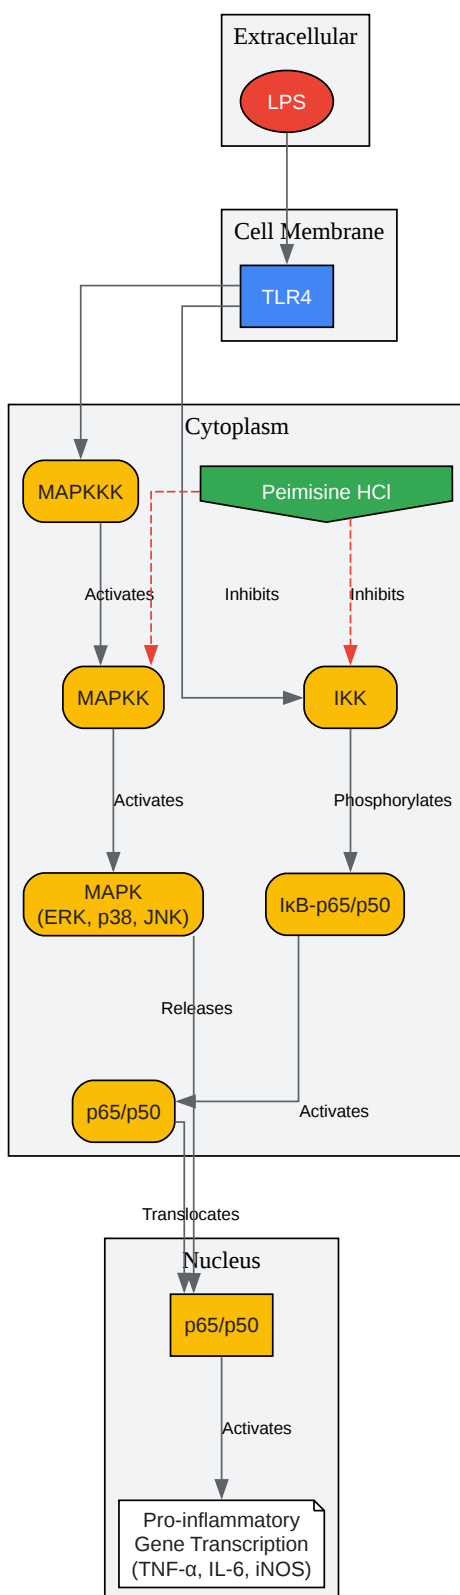 Extracellular
LPS
Cell Membrane
TLR4
Cytoplasm
MAPKKK
Peimisine HCl
Activates
Inhibits
Inhibits
MAPKK
IKK
Activates
Phosphorylates
MAPK
(ERK, p38, JNK)
IκB-p65/p50
Releases
p65/p50
Activates
Translocates
Nucleus
p65/p50
Activates
Pro-inflammatory
Gene Transcription
(TNF-α, IL-6, iNOS)